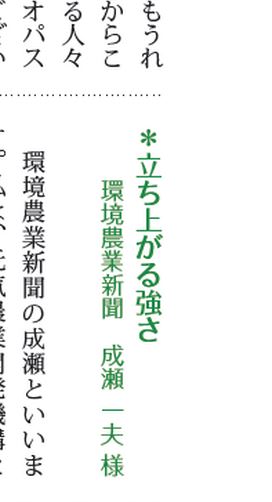 もうれ
からこ
る人々
オパス
＊立ち上がる強さ
環境農業新聞　成瀬 一夫 様
環境農業新聞の成瀬といいま